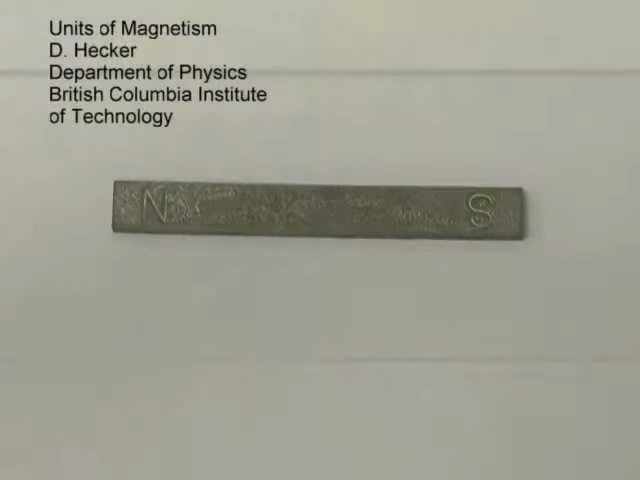 Units of Magnetism
D. Hecker
Department of Physics
British Columbia Institute
of Technology
N S